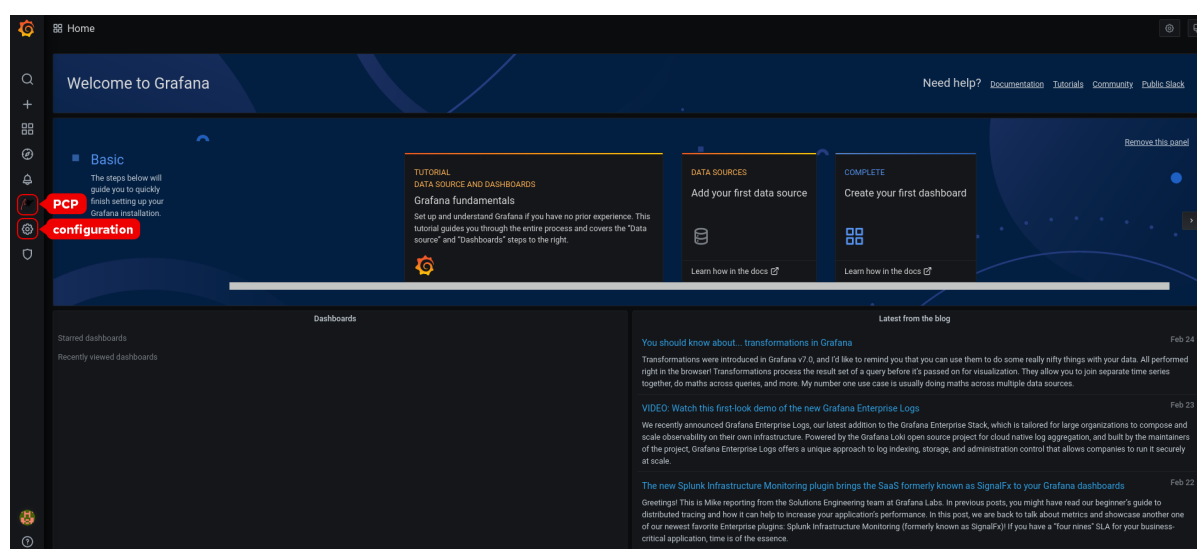 Home
Welcome to Grafana
Need help? Documentation Tutorials Community Public Slack
Remove this panel
Basic
The steps below will
guide you to quickly
finish setting up your
Grafana installation.
TUTORIAL
DATA SOURCE AND DASHBOARDS
Grafana fundamentals
Set up and understand Grafana if you have no prior experience. This
tutorial guides you through the entire process and covers the "Data
source" and "Dashboards" steps to the right.
DATA SOURCES
Add your first data source
Learn how in the docs
COMPLETE
Create your first dashboard
Learn how in the docs
PCP
configuration
Dashboards
Starred dashboards
Recently viewed dashboards
Latest from the blog
You should know about... transformations in Grafana
Feb 24
Transformations were introduced in Grafana v7.0, and I'd like to remind you that you can use them to do some really nifty things with your data. All performed
right in the browser! Transformations process the result set of a query before it's passed on for visualization. They allow you to join separate time series
together, do maths across queries, and more. My number one use case is usually doing maths across multiple data sources.
VIDEO: Watch this first-look demo of the new Grafana Enterprise Logs
Feb 23
We recently announced Grafana Enterprise Logs, our latest addition to the Grafana Enterprise Stack, which is tailored for large organizations to compose and
scale observability on their own infrastructure. Powered by the Grafana Loki open source project for cloud native log aggregation, and built by the maintainers
of the project, Grafana Enterprise Logs offers a unique approach to log indexing, storage, and administration control that allows companies to run it securely
at scale.
The new Splunk Infrastructure Monitoring plugin brings the SaaS formerly known as SignalFx to your Grafana dashboards
Feb 22
Greetings! This is Mike reporting from the Solutions Engineering team at Grafana Labs. In previous posts, you might have read our beginner's guide to
distributed tracing and how it can help to increase your application's performance. In this post, we are back to talk about metrics and showcase another one
of our newest favorite Enterprise plugins: Splunk Infrastructure Monitoring (formerly known as SignalFx)! If you have a "four nines" SLA for your business-
critical application, time is of the essence.